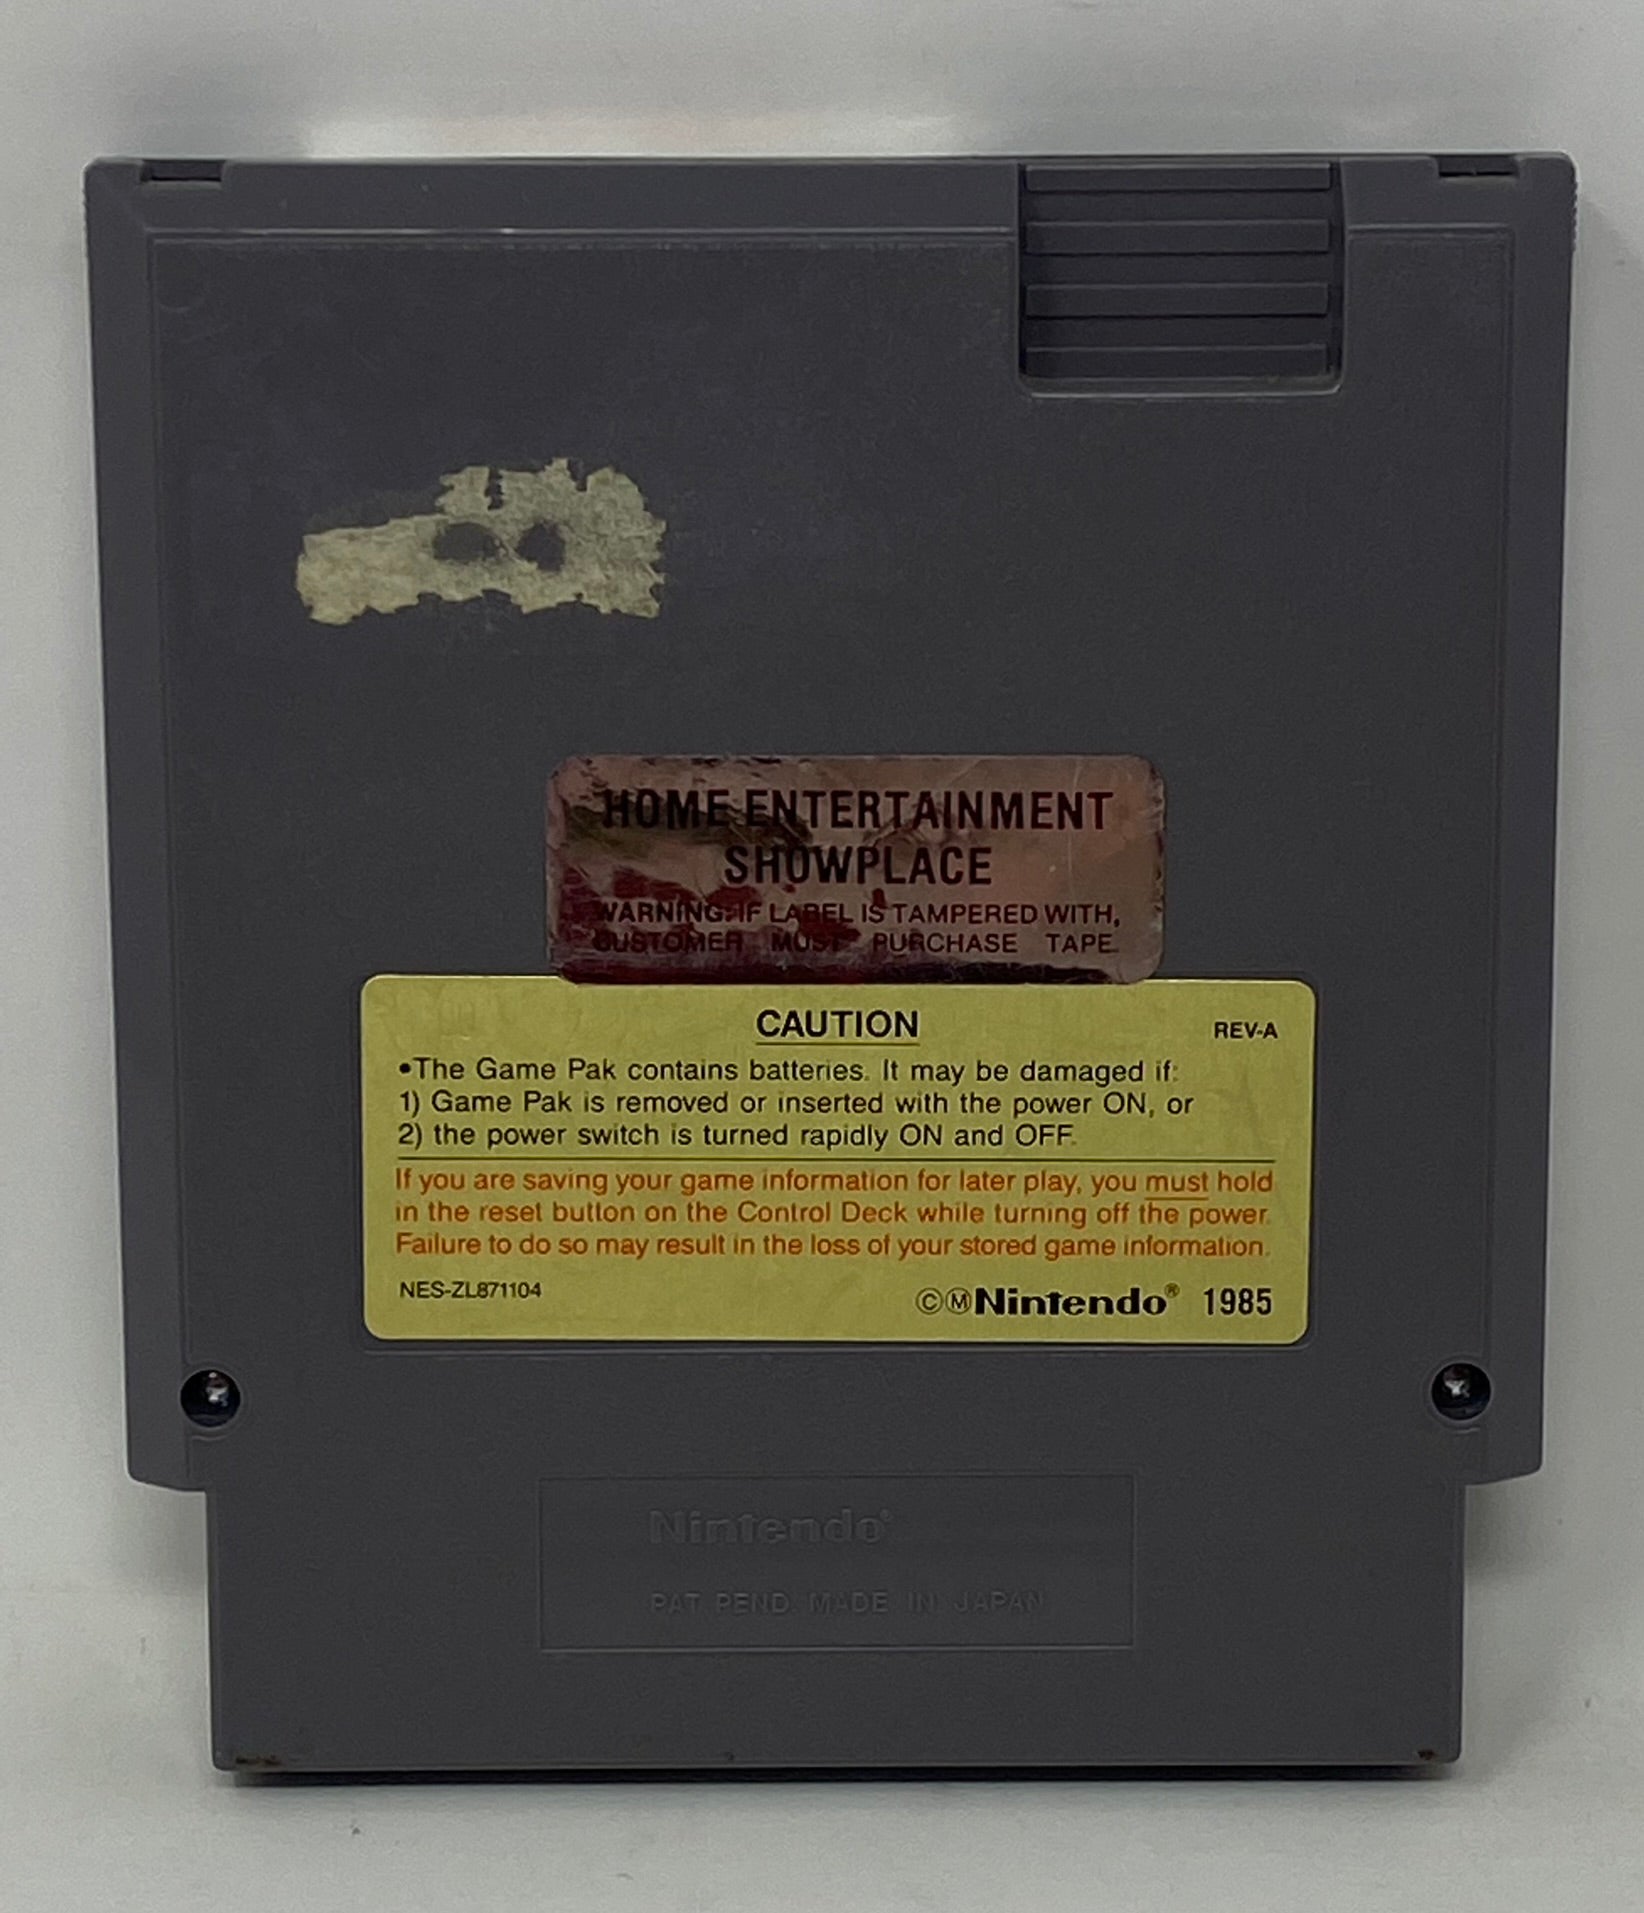 HOME ENTERTAINMENT
SHOWPLACE
WARNING: IF LABEL IS TAMPERED WITH,
CUSTOMER MUST PURCHASE TAPE.
CAUTION
REV-A
•The Game Pak contains batteries. It may be damaged if:
1) Game Pak is removed or inserted with the power ON, or
2) the power switch is turned rapidly ON and OFF.
If you are saving your game information for later play, you must hold
in the reset button on the Control Deck while turning off the power.
Failure to do so may result in the loss of your stored game information.
NES-ZL871104
©ⓂNintendo® 1985
Nintendo®
PAT. PEND. MADE IN JAPAN